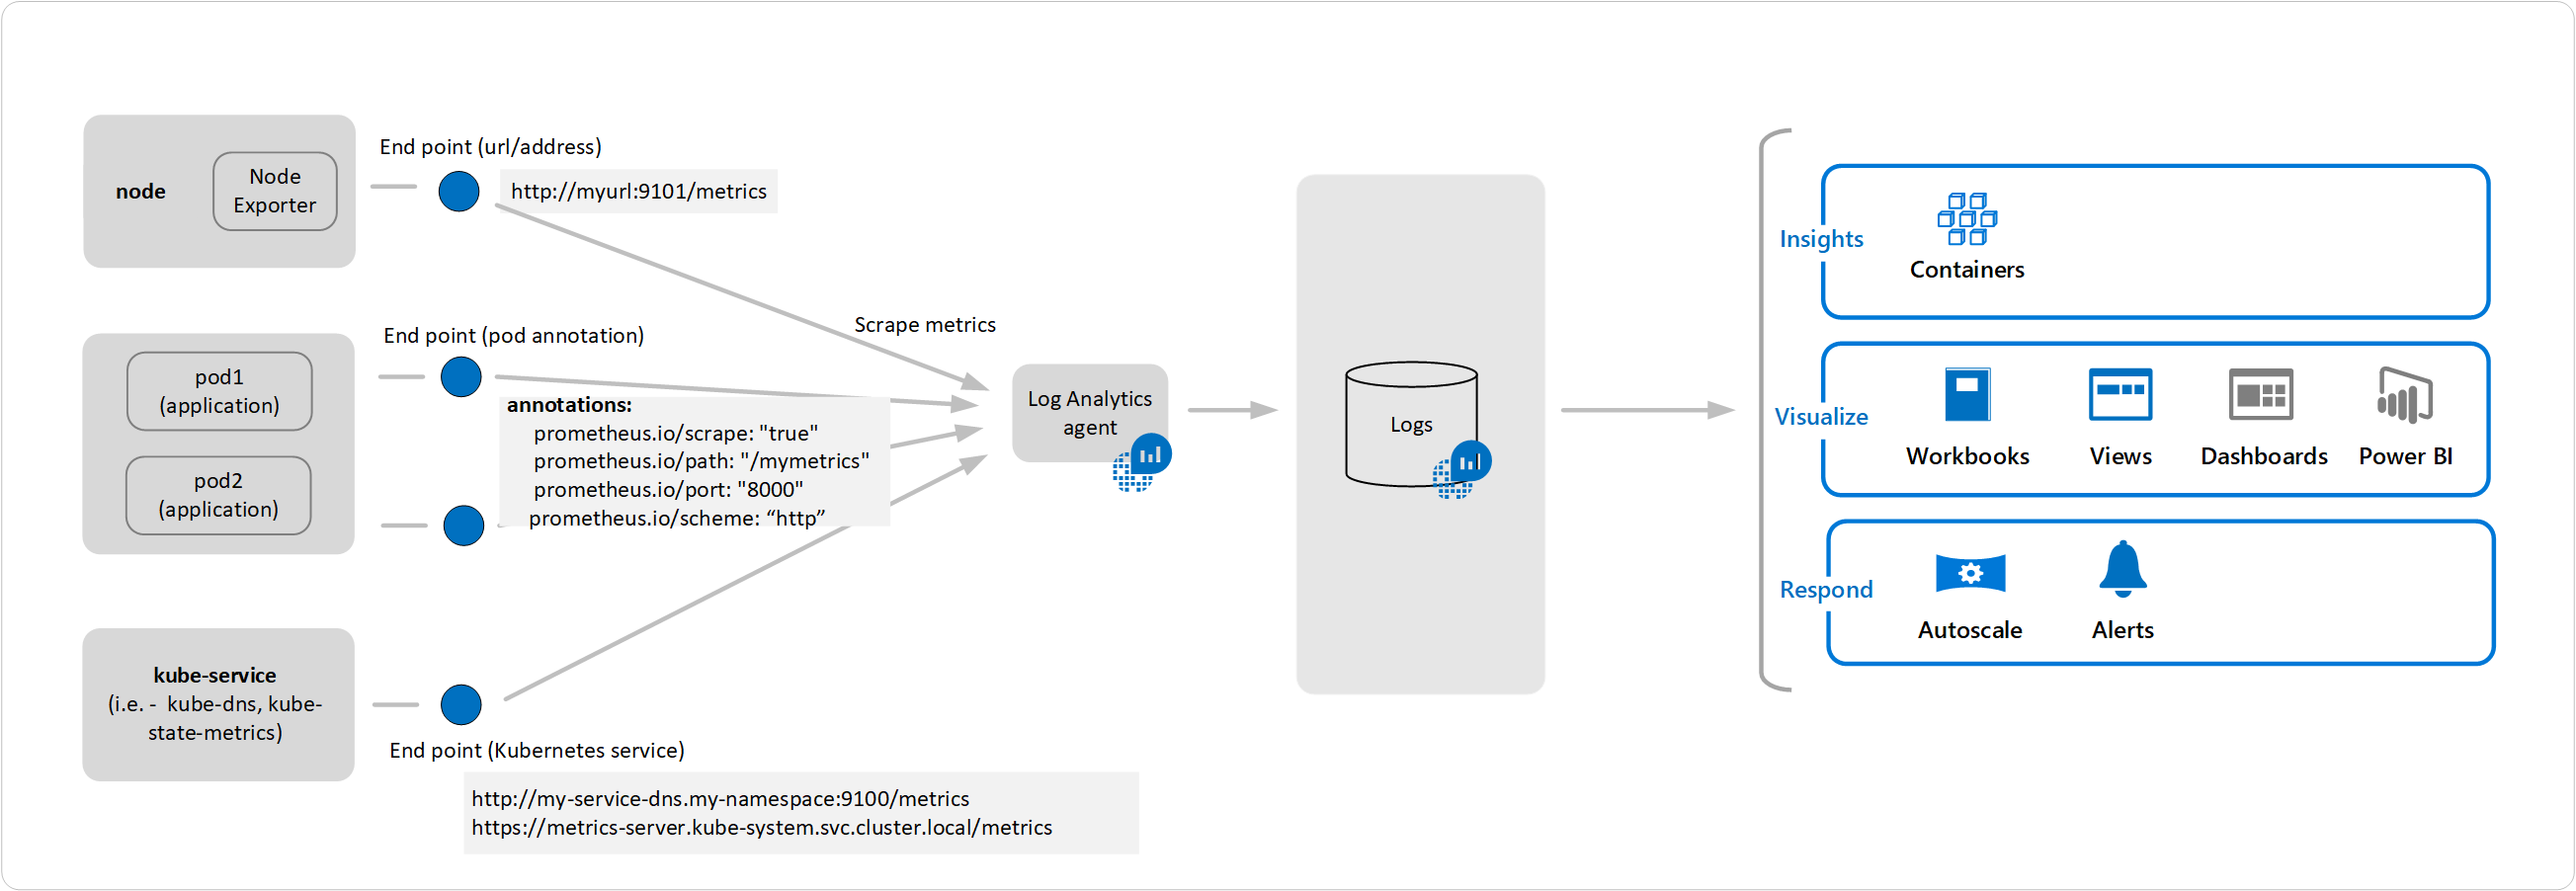 node
Node
Exporter
End point (url/address)
http://myurl:9101/metrics
pod1
(application)
pod2
(application)
End point (pod annotation)
annotations:
prometheus.io/scrape: "true"
prometheus.io/path: "/mymetrics"
prometheus.io/port: "8000"
prometheus.io/scheme: “http”
kube-service
(i.e. - kube-dns, kube-
state-metrics)
End point (Kubernetes service)
http://my-service-dns.my-namespace:9100/metrics
https://metrics-server.kube-system.svc.cluster.local/metrics
Scrape metrics
Log Analytics
agent
Logs
Insights
Containers
Visualize
Workbooks
Views
Dashboards
Power BI
Respond
Autoscale
Alerts